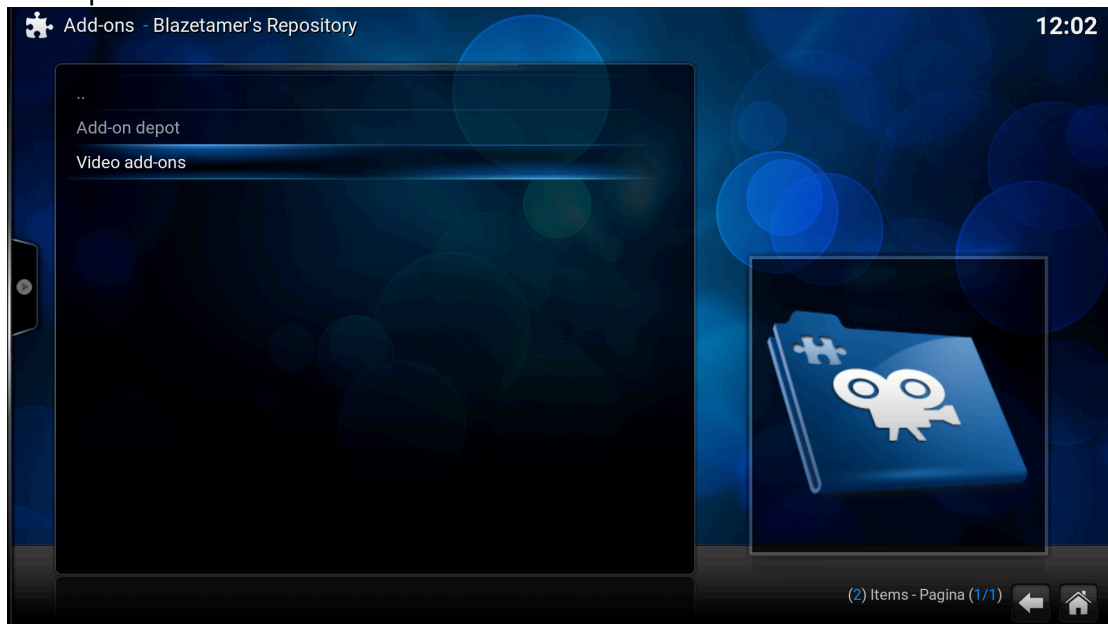 Add-ons - Blazetamer's Repository
12:02
..
Add-on depot
Video add-ons
(2) Items - Pagina (1/1)